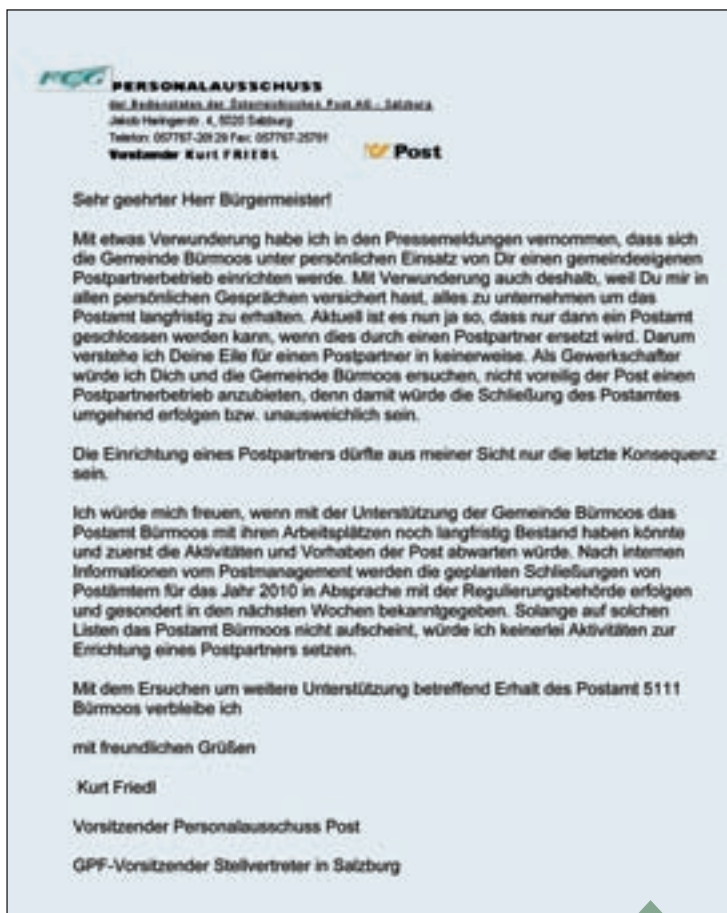 FCG PERSONALAUSSCHUSS
der Bediensteten der Österreichischen Post AG - Salzburg
Jakob Haringerstr. 4, 5020 Salzburg
Telefon: 057767- Fax: 057767-
Vorsitzender Kurt FRIEDL
Post
Sehr geehrter Herr Bürgermeister!
Mit etwas Verwunderung habe ich in den Pressemeldungen vernommen, dass sich
die Gemeinde Bürmoos unter persönlichen Einsatz von Dir einen gemeindeeigenen
Postpartnerbetrieb einrichten werde. Mit Verwunderung auch deshalb, weil Du mir in
allen persönlichen Gesprächen versichert hast, alles zu unternehmen um das
Postamt langfristig zu erhalten. Aktuell ist es nun ja so, dass nur dann ein Postamt
geschlossen werden kann, wenn dies durch einen Postpartner ersetzt wird. Darum
verstehe ich Deine Eile für einen Postpartner in keinerweise. Als Gewerkschafter
würde ich Dich und die Gemeinde Bürmoos ersuchen, nicht voreilig der Post einen
Postpartnerbetrieb anzubieten, denn damit würde die Schließung des Postamtes
umgehend erfolgen bzw. unausweichlich sein.
Die Einrichtung eines Postpartners dürfte aus meiner Sicht nur die letzte Konsequenz
sein.
Ich würde mich freuen, wenn mit der Unterstützung der Gemeinde Bürmoos das
Postamt Bürmoos mit ihren Arbeitsplätzen noch langfristig Bestand haben könnte
und zuerst die Aktivitäten und Vorhaben der Post abwarten würde. Nach internen
Informationen vom Postmanagement werden die geplanten Schließungen von
Postämtern für das Jahr 2010 in Absprache mit der Regulierungsbehörde erfolgen
und gesondert in den nächsten Wochen bekanntgegeben. Solange auf solchen
Listen das Postamt Bürmoos nicht aufscheint, würde ich keinerlei Aktivitäten zur
Errichtung eines Postpartners setzen.
Mit dem Ersuchen um weitere Unterstützung betreffend Erhalt des Postamt 5111
Bürmoos verbleibe ich
mit freundlichen Grüßen
Kurt Friedl
Vorsitzender Personalausschuss Post
GPF-Vorsitzender Stellvertreter in Salzburg